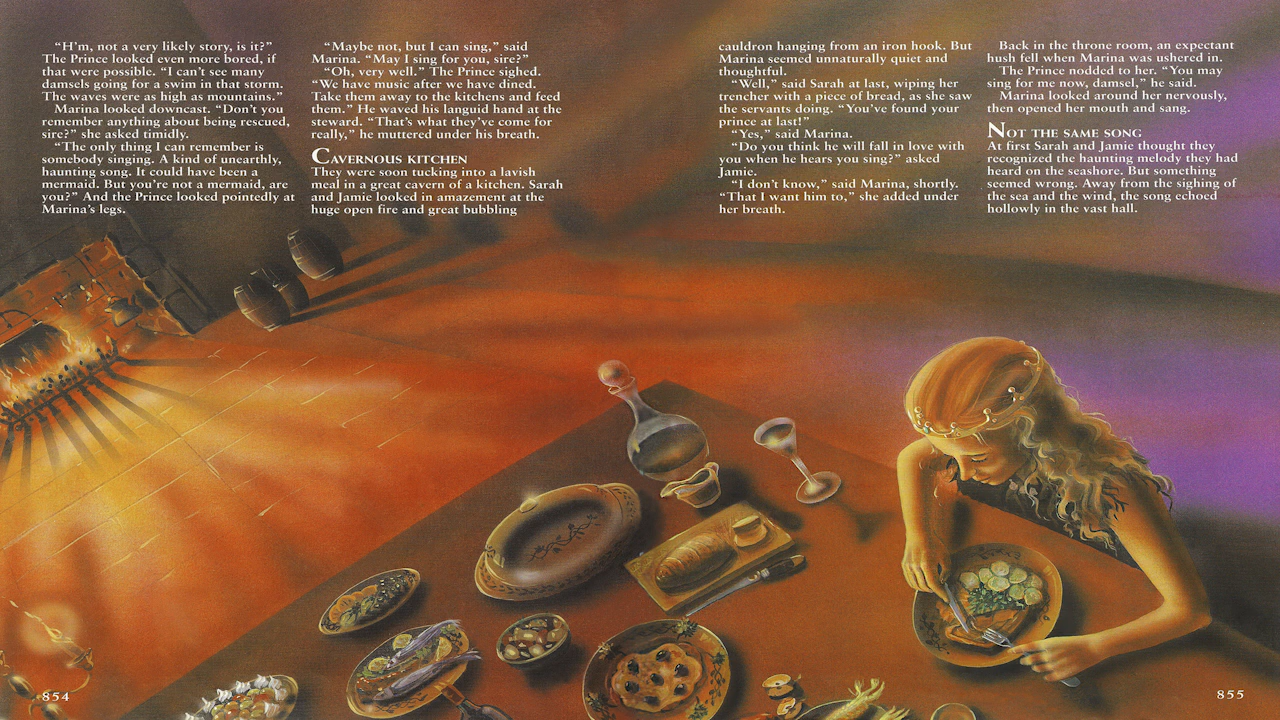 “H’m, not a very likely story, is it?”
The Prince looked even more bored, if
that were possible. “I can’t see many
damsels going for a swim in that storm.
The waves were as high as mountains.”
Marina looked downcast. “Don’t you
remember anything about being rescued,
sire?” she asked timidly.
“The only thing I can remember is
somebody singing. A kind of unearthly,
haunting song. It could have been a
mermaid. But you’re not a mermaid, are
you?” And the Prince looked pointedly at
Marina’s legs.
“Maybe not, but I can sing,” said
Marina. “May I sing for you, sire?”
“Oh, very well.” The Prince sighed.
“We have music after we have dined.
Take them away to the kitchens and feed
them.” He waved his languid hand at the
steward. “That’s what they’ve come for
really,” he muttered under his breath.
CAVERNOUS KITCHEN
They were soon tucking into a lavish
meal in a great cavern of a kitchen. Sarah
and Jamie looked in amazement at the
huge open fire and great bubbling
cauldron hanging from an iron hook. But
Marina seemed unnaturally quiet and
thoughtful.
“Well,” said Sarah at last, wiping her
trencher with a piece of bread, as she saw
the servants doing. “You’ve found your
prince at last!”
“Yes,” said Marina.
“Do you think he will fall in love with
you when he hears you sing?” asked
Jamie.
“I don’t know,” said Marina, shortly.
“That I want him to,” she added under
her breath.
Back in the throne room, an expectant
hush fell when Marina was ushered in.
The Prince nodded to her. “You may
sing for me now, damsel,” he said.
Marina looked around her nervously,
then opened her mouth and sang.
NOT THE SAME SONG
At first Sarah and Jamie thought they
recognized the haunting melody they had
heard on the seashore. But something
seemed wrong. Away from the sighing of
the sea and the wind, the song echoed
hollowly in the vast hall.
854
855